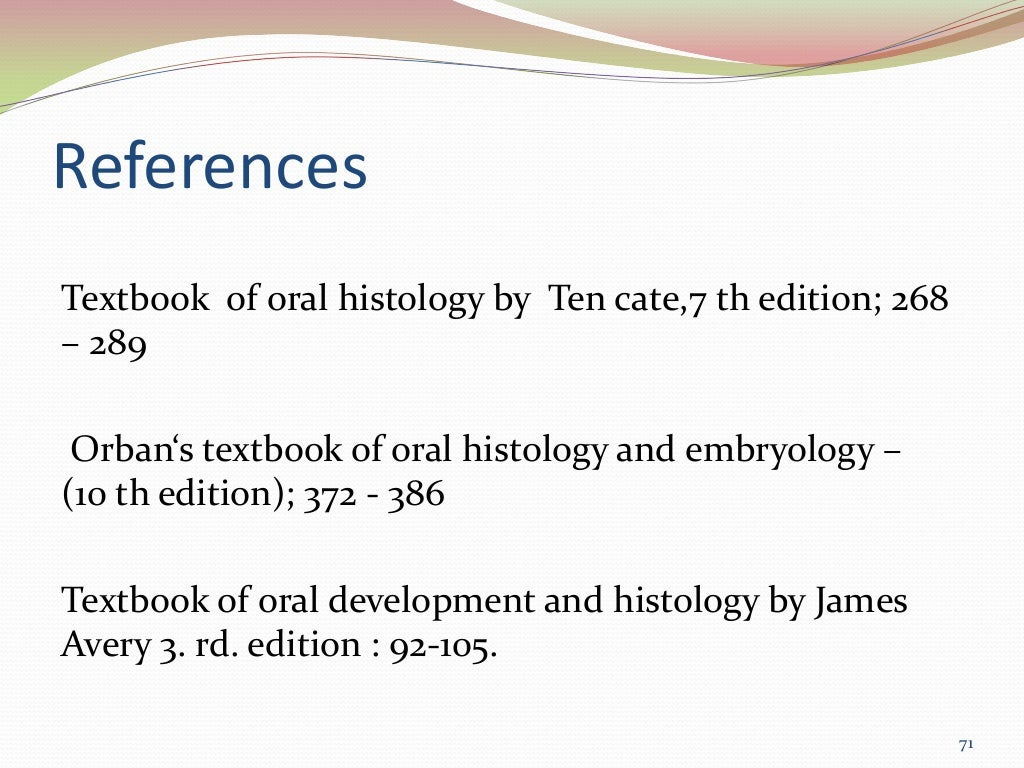 References
Textbook  of oral histology by  Ten cate,7 th edition; 268
– 289
Orban‘s textbook of oral histology and embryology –
(10 th edition); 372 - 386
Textbook of oral development and histology by James
Avery 3. rd. edition : 92-105.
71